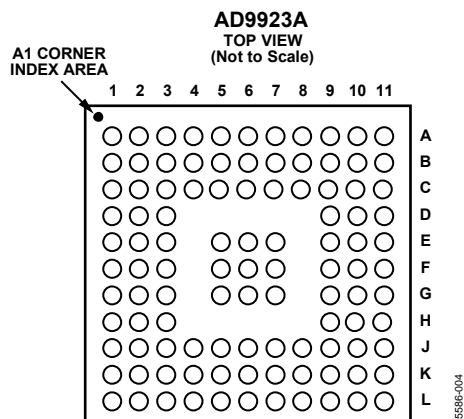 AD9923A
TOP VIEW
(Not to Scale)
A1 CORNER
INDEX AREA
1 2 3 4 5 6 7 8 9 10 11
A
B
C
D
E
F
G
H
J
K
L
5586-004